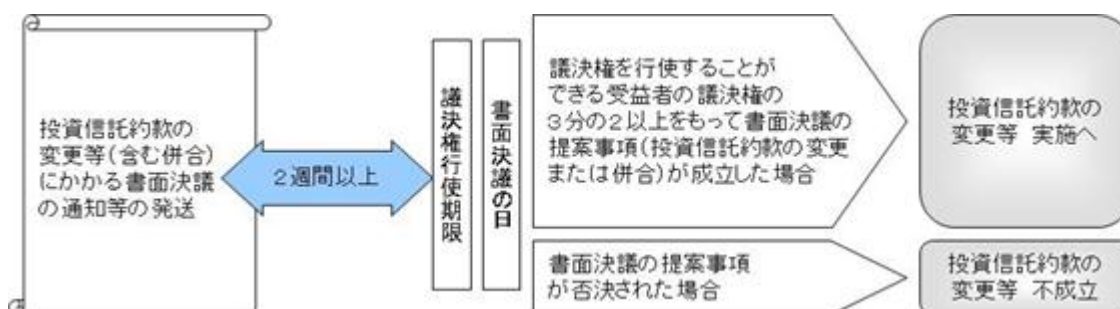 投資信託約款の
変更等(含む併合)
にかかる書面決議
の通知等の発送
2週間以上
議決権行使期限
書面決議の日
議決権を行使することが
できる受益者の議決権の
3分の2以上をもって書面決議の
提案事項(投資信託約款の変更
または併合)が成立した場合
投資信託約款の
変更等 実施へ
書面決議の提案事項
が否決された場合
投資信託約款の
変更等 不成立